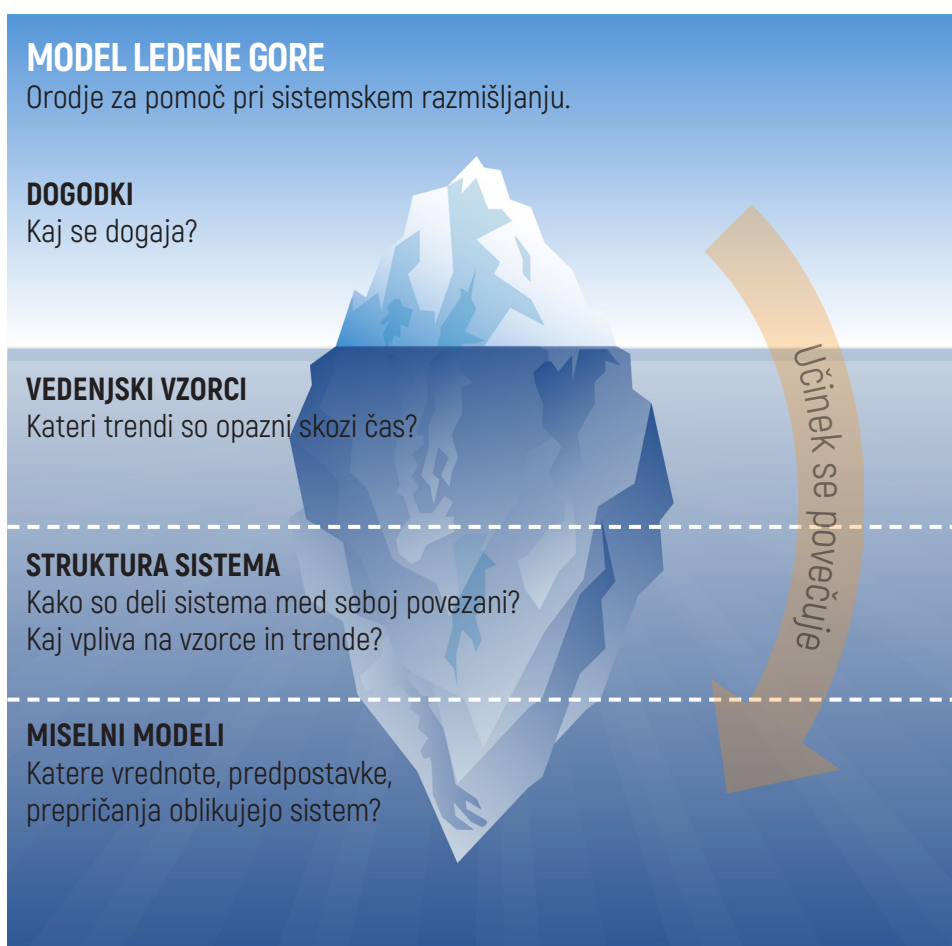 MODEL LEDENE GORE
Orodje za pomoč pri sistemskem razmišljanju.
DOGODKI
Kaj se dogaja?
VEDENJSKI VZORCI
Kateri trendi so opazni skozi čas?
STRUKTURA SISTEMA
Kako so deli sistema med seboj povezani?
Kaj vpliva na vzorce in trende?
MISELNI MODELI
Katere vrednote, predpostavke,
prepričanja oblikujejo sistem?
Učinek se povečuje